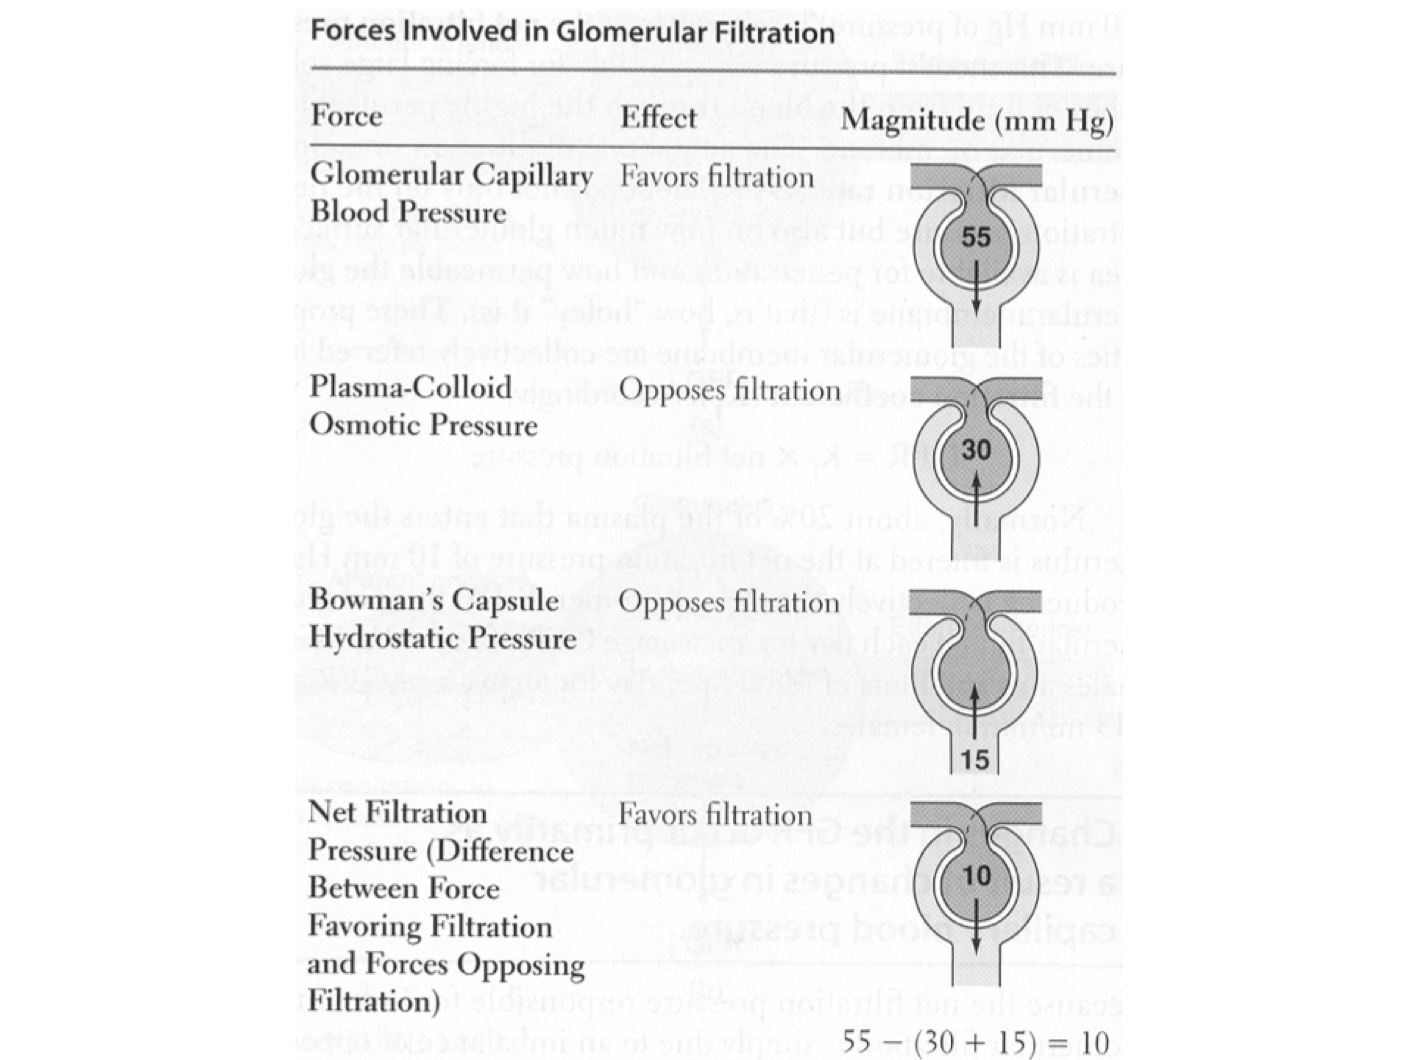 Forces Involved in Glomerular Filtration
Force Effect Magnitude (mm Hg)
Glomerular Capillary Favors filtration
Blood Pressure
55
Plasma-Colloid Opposes filtration
Osmotic Pressure
30
Bowman's Capsule Opposes filtration
Hydrostatic Pressure
15
Net Filtration Favors filtration
Pressure (Difference
Between Force
Favoring Filtration
and Forces Opposing
Filtration)
10
55 − (30 + 15) = 10